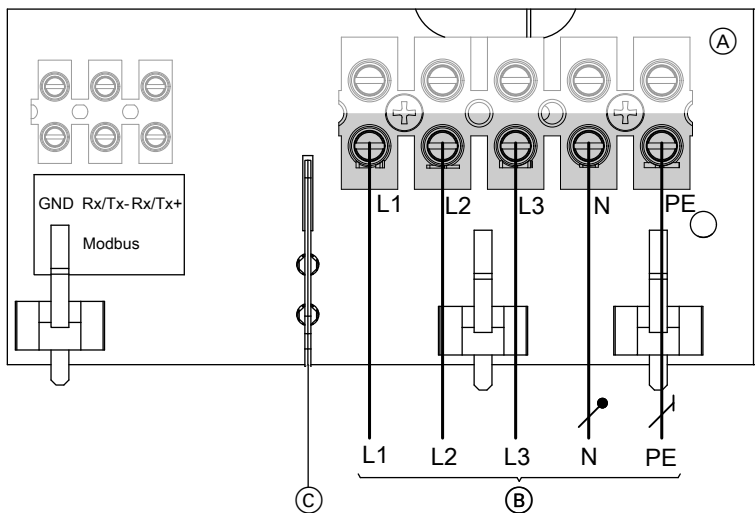 A
L1 L2 L3 N PE
GND Rx/Tx- Rx/Tx+
Modbus
L1 L2 L3 N PE
C B